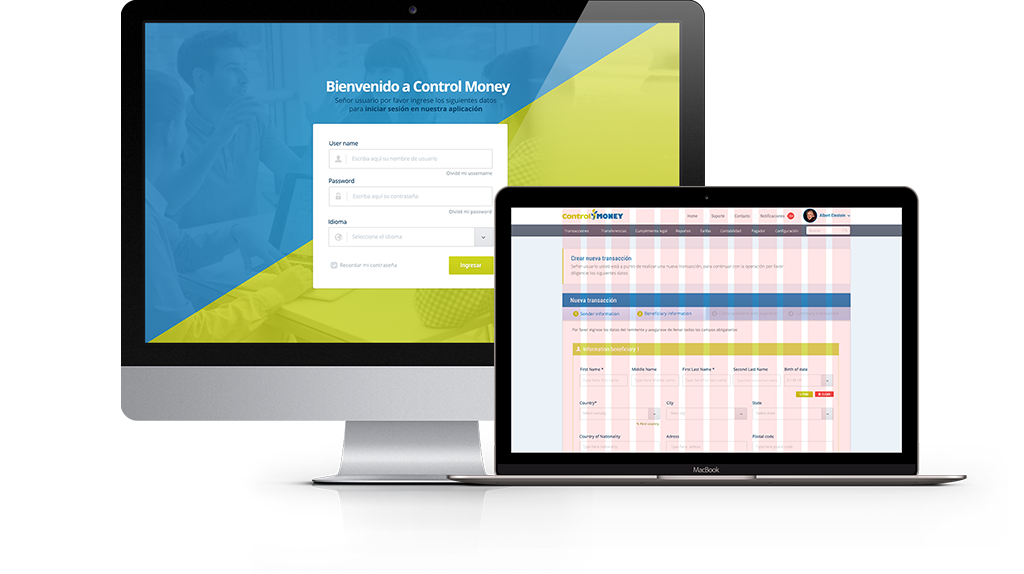 Bienvenido a Control Money
Señor usuario por favor ingrese los siguientes datos
para iniciar sesión en nuestra aplicación
User name
Escriba aquí su nombre de usuario
Olvidé mi username
Password
Escriba aquí su contraseña
Olvidé mi password
Idioma
Seleccione el idioma
Recordar mi contraseña
Ingresar
Control MONEY
Home Soporte Contacto Notificaciones
Albert Einstein
Transacciones Transferencias Cumplimiento legal Reportes Tarifas Contabilidad Pagador Configuración
Crear nueva transacción
Señor usuario usted está a punto de realizar una nueva transacción, para continuar con la operación por favor
diligencie los siguientes datos
Nueva transacción
1 Sender information 2 Beneficiary information
Por favor ingrese los datos del remitente y asegurese de llenar todos los campos obligatorios
Information beneficiary
First Name * Middle Name First Last Name * Second Last Name Birth of date
Country* City State
Country of Nationality Adress Postal code
MacBook